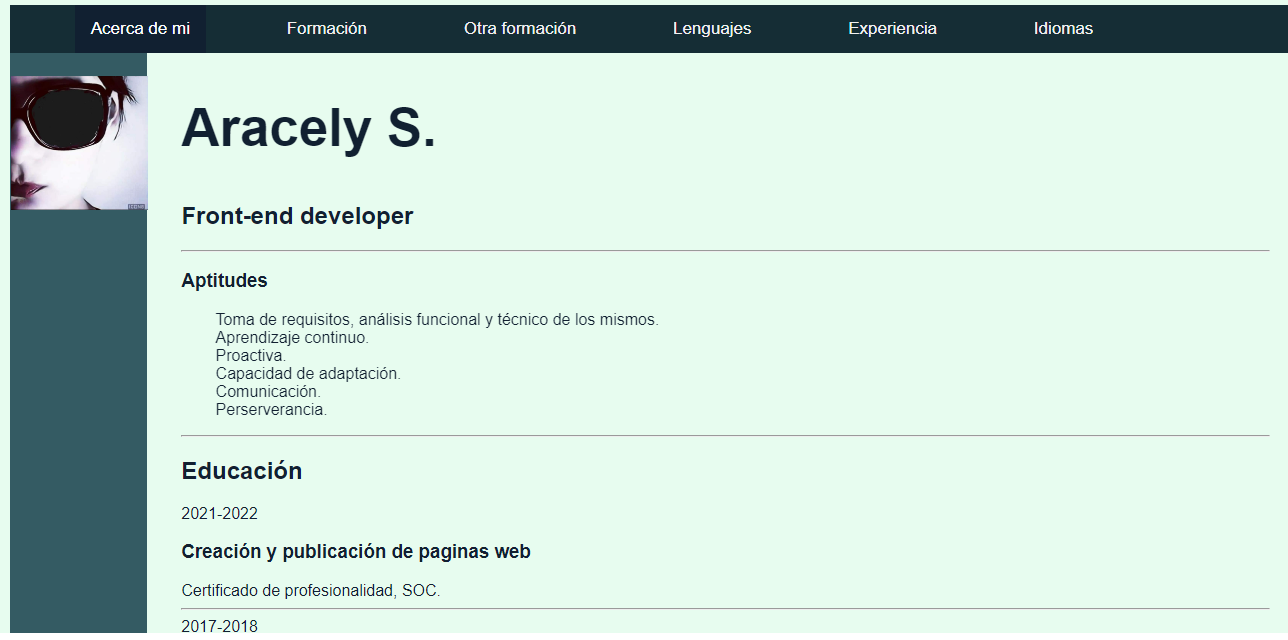 Acerca de mi Formación Otra formación Lenguajes Experiencia Idiomas
Aracely S.
Front-end developer
Aptitudes
Toma de requisitos, análisis funcional y técnico de los mismos.
Aprendizaje continuo.
Proactiva.
Capacidad de adaptación.
Comunicación.
Perserverancia.
Educación
2021-2022
Creación y publicación de paginas web
Certificado de profesionalidad, SOC.
2017-2018